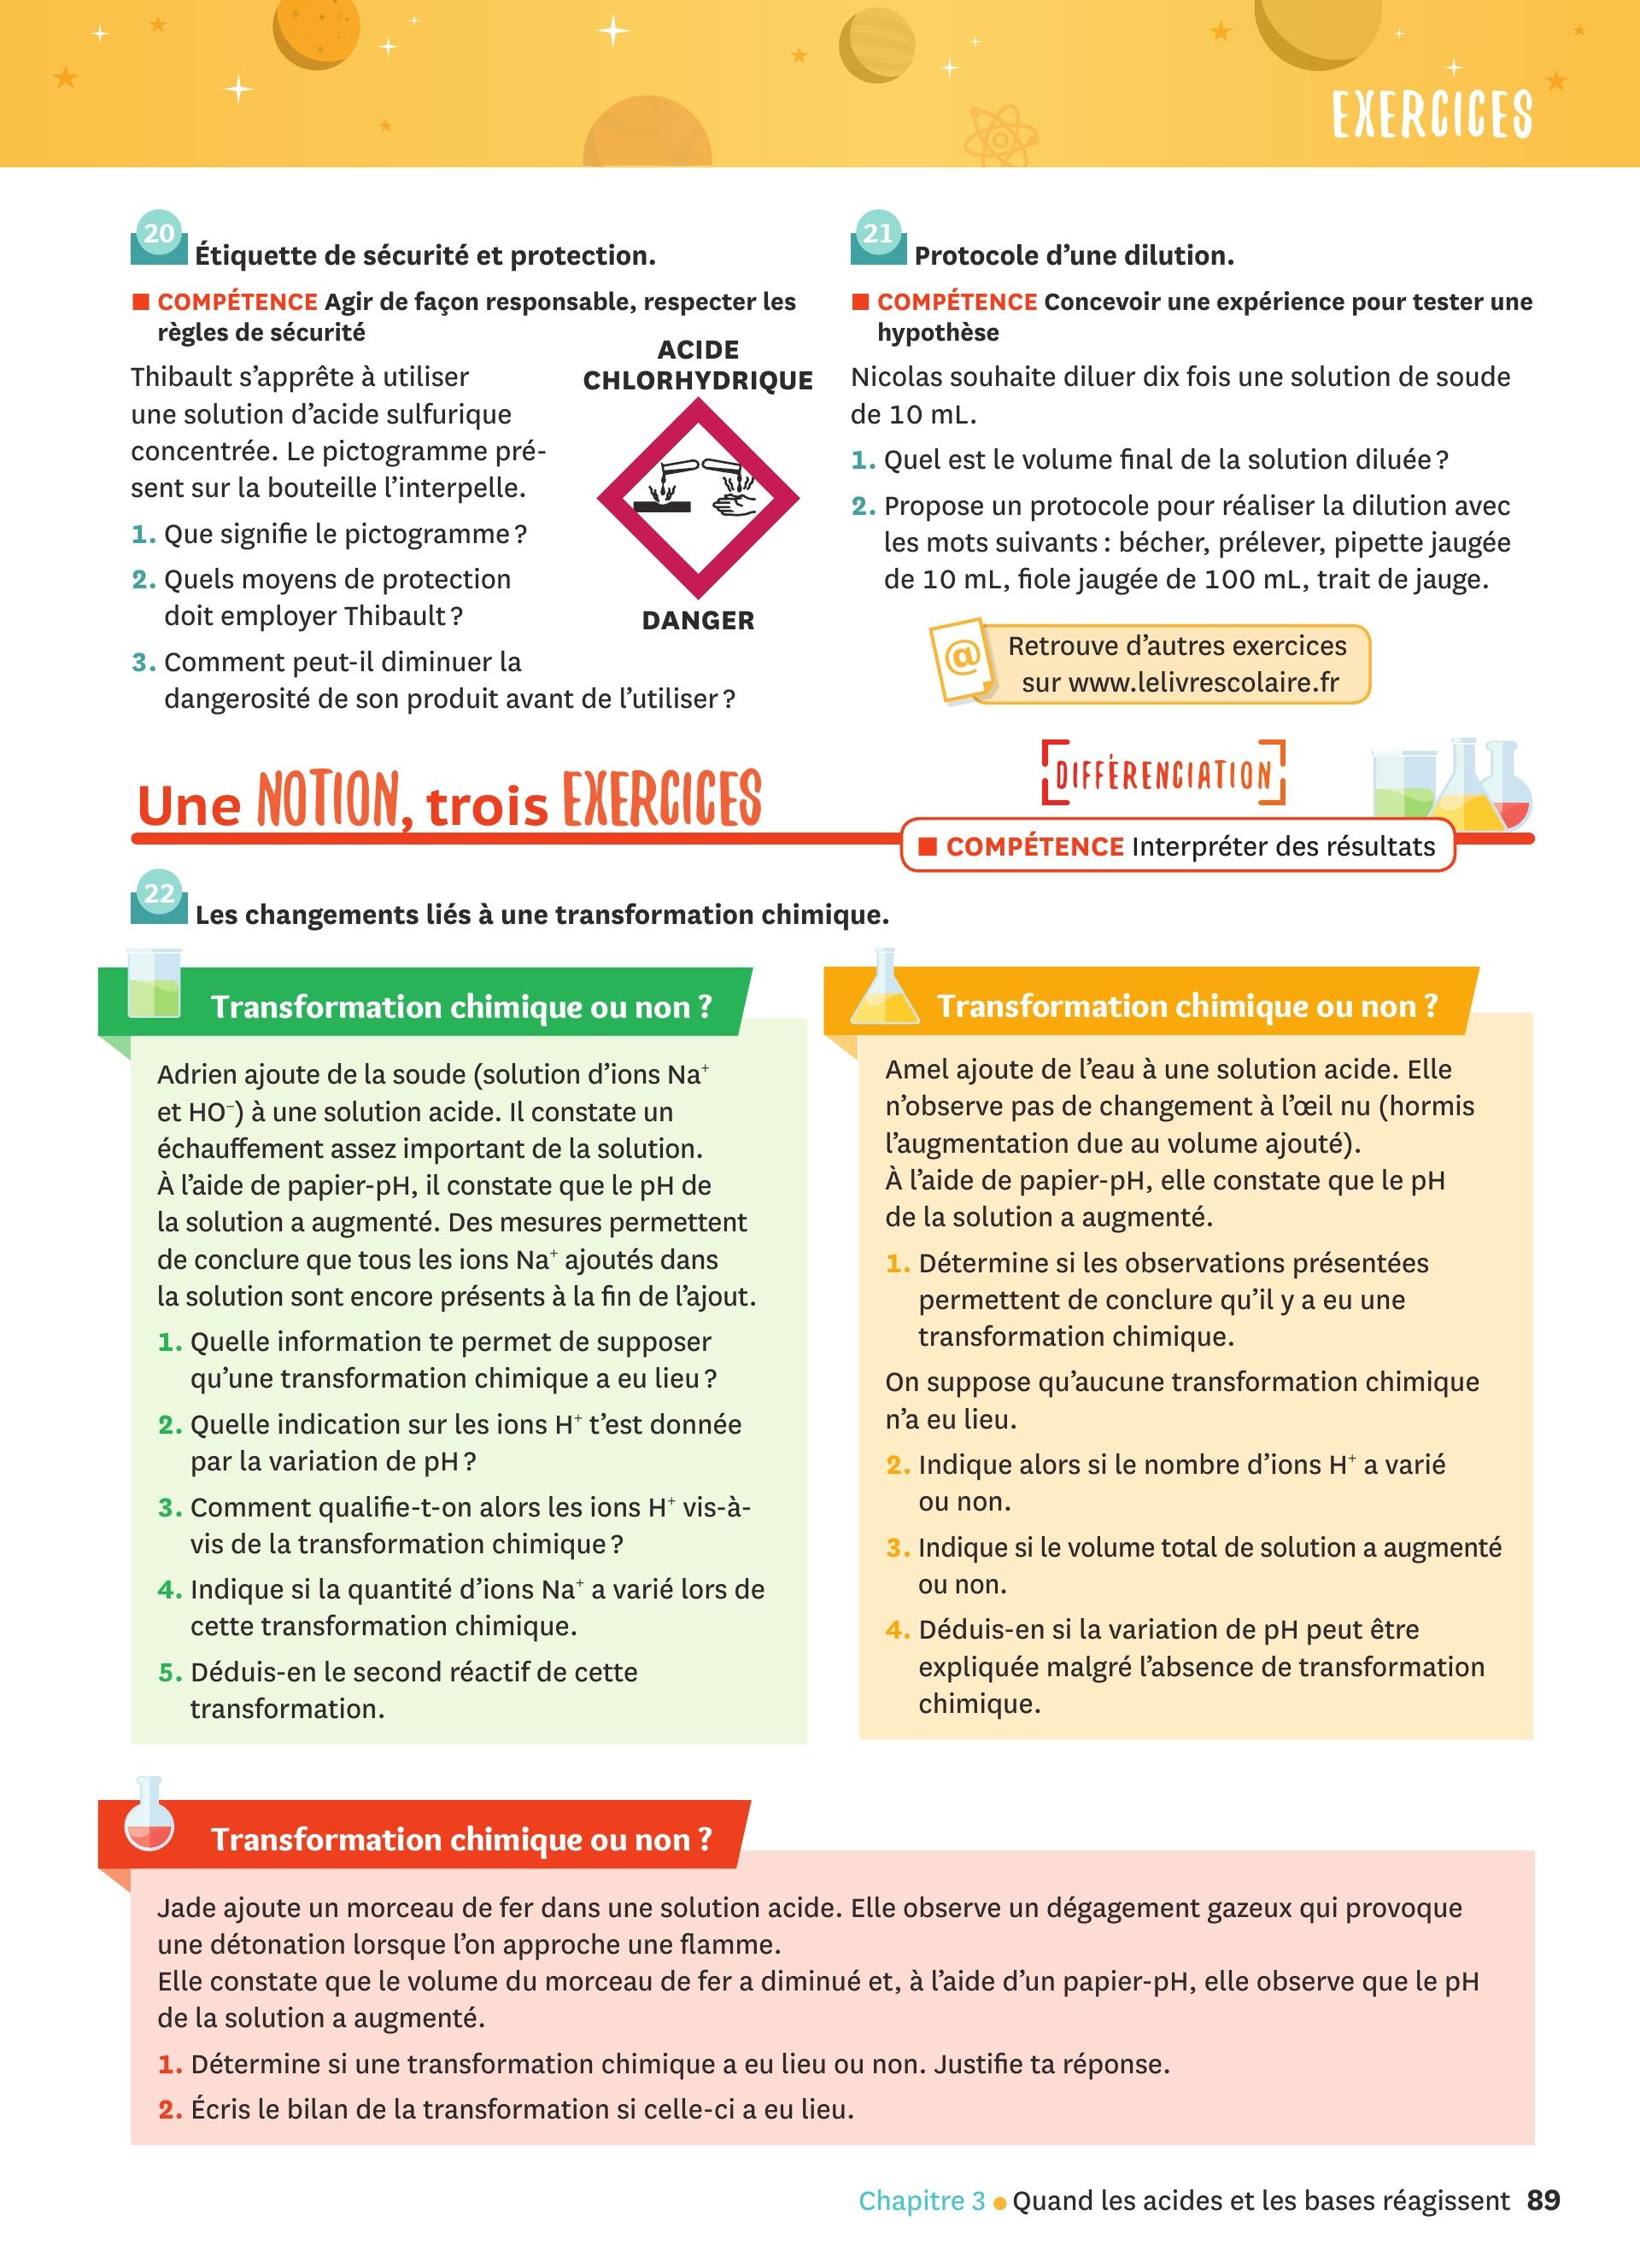 EXERCICES
20 Étiquette de sécurité et protection.
■ COMPÉTENCE Agir de façon responsable, respecter les
règles de sécurité
Thibault s’apprête à utiliser
une solution d’acide sulfurique
concentrée. Le pictogramme pré-
sent sur la bouteille l’interpelle.
1. Que signifie le pictogramme ?
2. Quels moyens de protection
doit employer Thibault ?
3. Comment peut-il diminuer la
dangerosité de son produit avant de l’utiliser ?
ACIDE
CHLORHYDRIQUE
DANGER
21 Protocole d’une dilution.
■ COMPÉTENCE Concevoir une expérience pour tester une
hypothèse
Nicolas souhaite diluer dix fois une solution de soude
de 10 mL.
1. Quel est le volume final de la solution diluée ?
2. Propose un protocole pour réaliser la dilution avec
les mots suivants : bécher, prélever, pipette jaugée
de 10 mL, fiole jaugée de 100 mL, trait de jauge.
@ Retrouve d’autres exercices
sur www.lelivrescolaire.fr
Une NOTION, trois EXERCICES
DIFFÉRENCIATION
■ COMPÉTENCE Interpréter des résultats
22 Les changements liés à une transformation chimique.
Transformation chimique ou non ?
Adrien ajoute de la soude (solution d’ions Na⁺
et HO⁻) à une solution acide. Il constate un
échauffement assez important de la solution.
À l’aide de papier-pH, il constate que le pH de
la solution a augmenté. Des mesures permettent
de conclure que tous les ions Na⁺ ajoutés dans
la solution sont encore présents à la fin de l’ajout.
1. Quelle information te permet de supposer
qu’une transformation chimique a eu lieu ?
2. Quelle indication sur les ions H⁺ t’est donnée
par la variation de pH ?
3. Comment qualifie-t-on alors les ions H⁺ vis-à-
vis de la transformation chimique ?
4. Indique si la quantité d’ions Na⁺ a varié lors de
cette transformation chimique.
5. Déduis-en le second réactif de cette
transformation.
Transformation chimique ou non ?
Amel ajoute de l’eau à une solution acide. Elle
n’observe pas de changement à l’œil nu (hormis
l’augmentation due au volume ajouté).
À l’aide de papier-pH, elle constate que le pH
de la solution a augmenté.
1. Détermine si les observations présentées
permettent de conclure qu’il y a eu une
transformation chimique.
On suppose qu’aucune transformation chimique
n’a eu lieu.
2. Indique alors si le nombre d’ions H⁺ a varié
ou non.
3. Indique si le volume total de solution a augmenté
ou non.
4. Déduis-en si la variation de pH peut être
expliquée malgré l’absence de transformation
chimique.
Transformation chimique ou non ?
Jade ajoute un morceau de fer dans une solution acide. Elle observe un dégagement gazeux qui provoque
une détonation lorsque l’on approche une flamme.
Elle constate que le volume du morceau de fer a diminué et, à l’aide d’un papier-pH, elle observe que le pH
de la solution a augmenté.
1. Détermine si une transformation chimique a eu lieu ou non. Justifie ta réponse.
2. Écris le bilan de la transformation si celle-ci a eu lieu.
Chapitre 3 ● Quand les acides et les bases réagissent 89